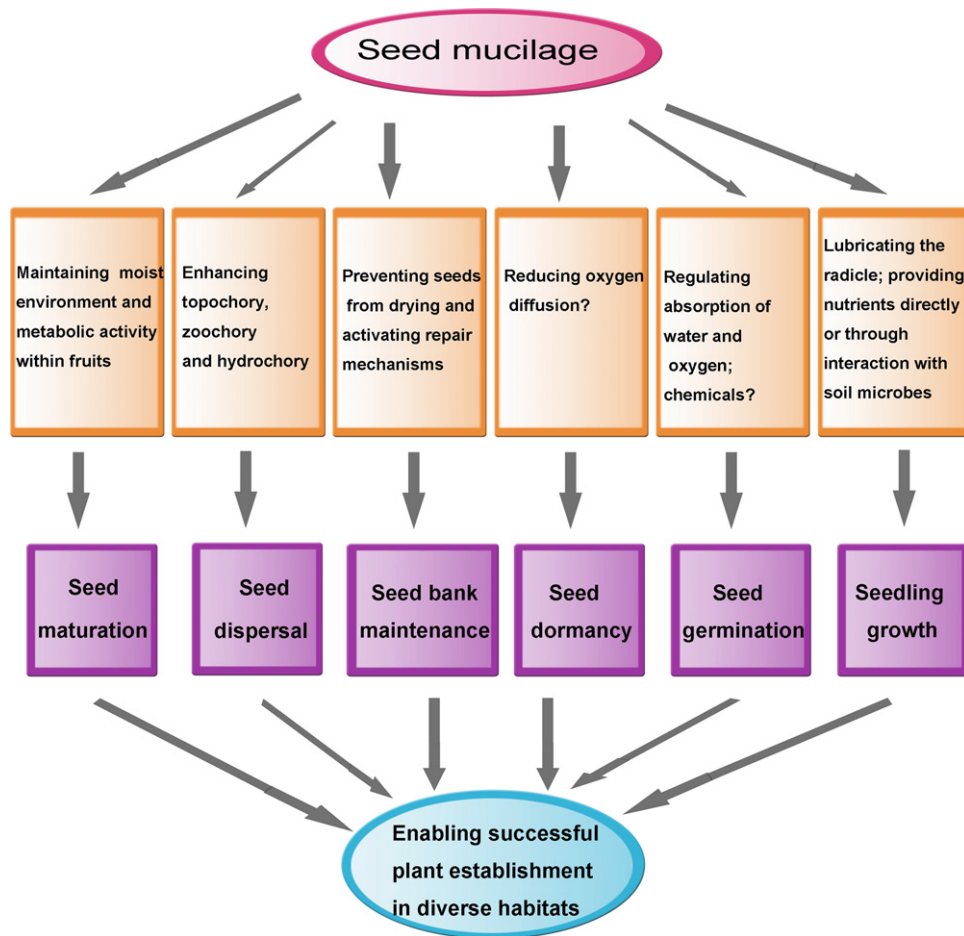 Seed mucilage
Maintaining moist
environment and
metabolic activity
within fruits
Enhancing
topochory,
zoochory
and hydrochory
Preventing seeds
from drying and
activating repair
mechanisms
Reducing oxygen
diffusion?
Regulating
absorption of
water and
oxygen;
chemicals?
Lubricating the
radicle; providing
nutrients directly
or through
interaction with
soil microbes
Seed
maturation
Seed
dispersal
Seed bank
maintenance
Seed
dormancy
Seed
germination
Seedling
growth
Enabling successful
plant establishment
in diverse habitats